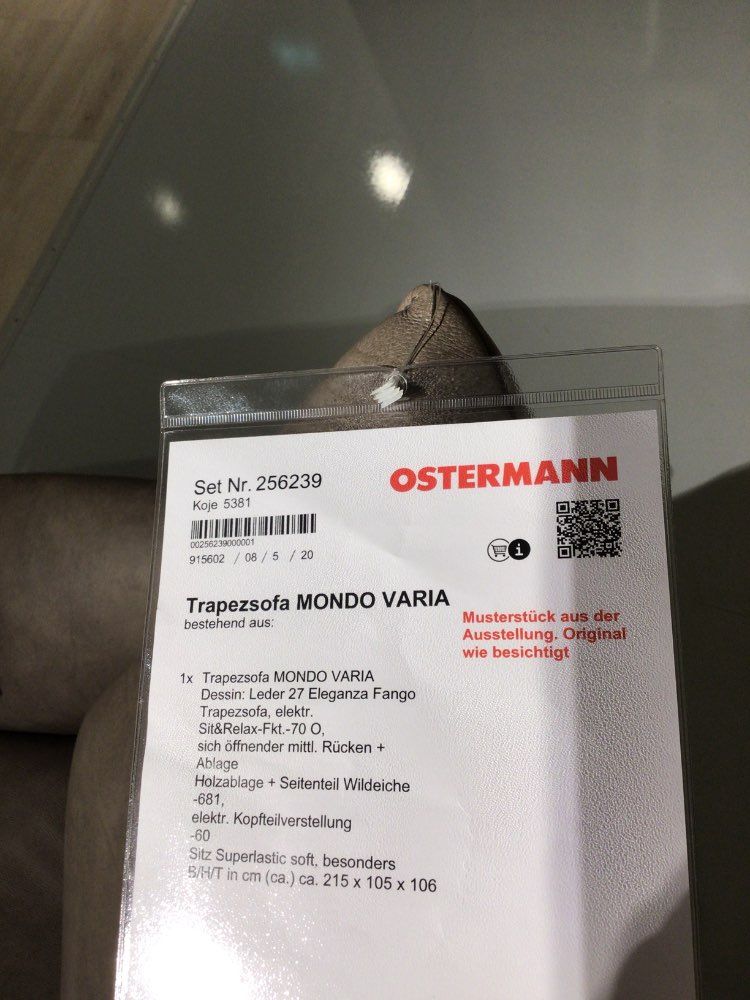 OSTERMANN
Set Nr. 256239
Koje 5381
00256239000001
915602 / 08 / 5 / 20
i
Trapezsofa MONDO VARIA
bestehend aus:
Musterstück aus der
Ausstellung. Original
wie besichtigt
1x Trapezsofa MONDO VARIA
Dessin: Leder 27 Eleganza Fango
Trapezsofa, elektr.
Sit&Relax-Fkt.-70 O,
sich öffnender mittl. Rücken +
Ablage
Holzablage + Seitenteil Wildeiche
-681,
elektr. Kopfteilverstellung
-60
Sitz Superlastic soft, besonders
B/H/T in cm (ca.) ca. 215 x 105 x 106